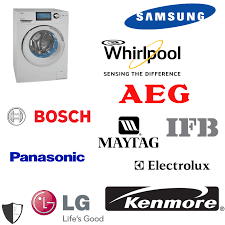 SAMSUNG
Whirlpool
SENSING THE DIFFERENCE
AEG
BOSCH
MAYTAG
IFB
Panasonic
Electrolux
LG
Life's Good
Kenmore